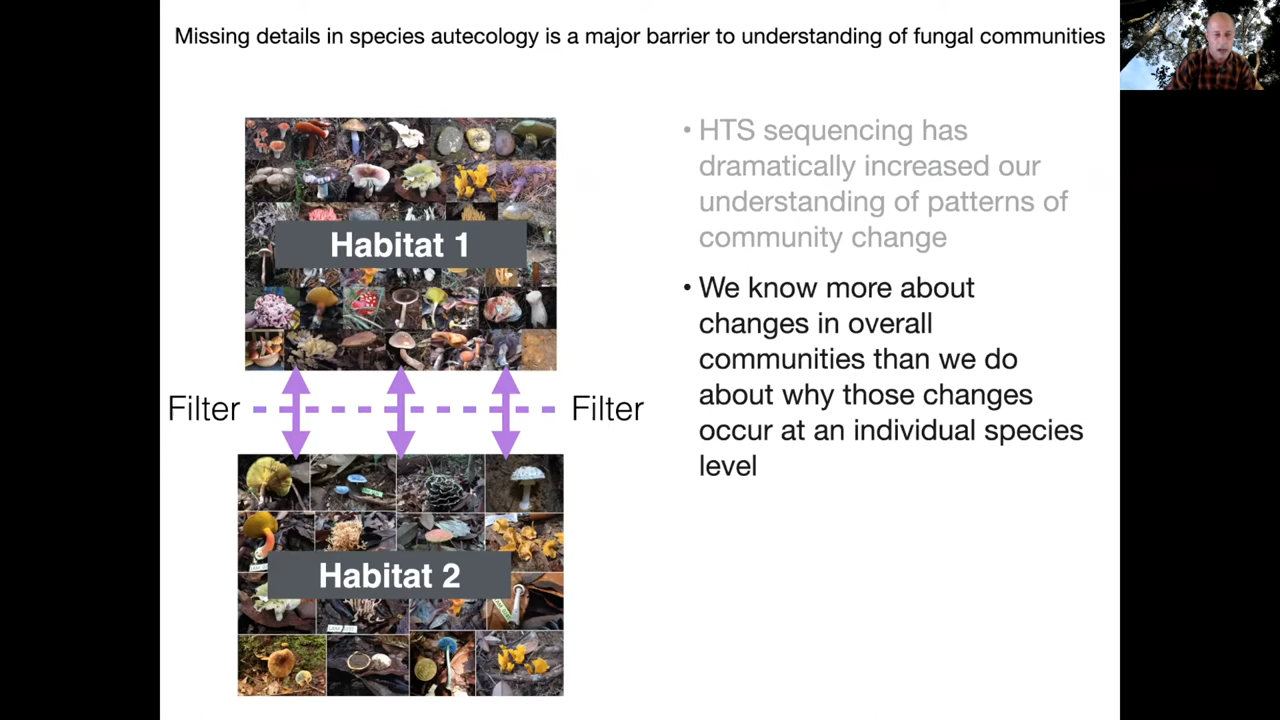 Missing details in species autecology is a major barrier to understanding of fungal communities
Habitat 1
Filter
Filter
Habitat 2
• HTS sequencing has
dramatically increased our
understanding of patterns of
community change
• We know more about
changes in overall
communities than we do
about why those changes
occur at an individual species
level